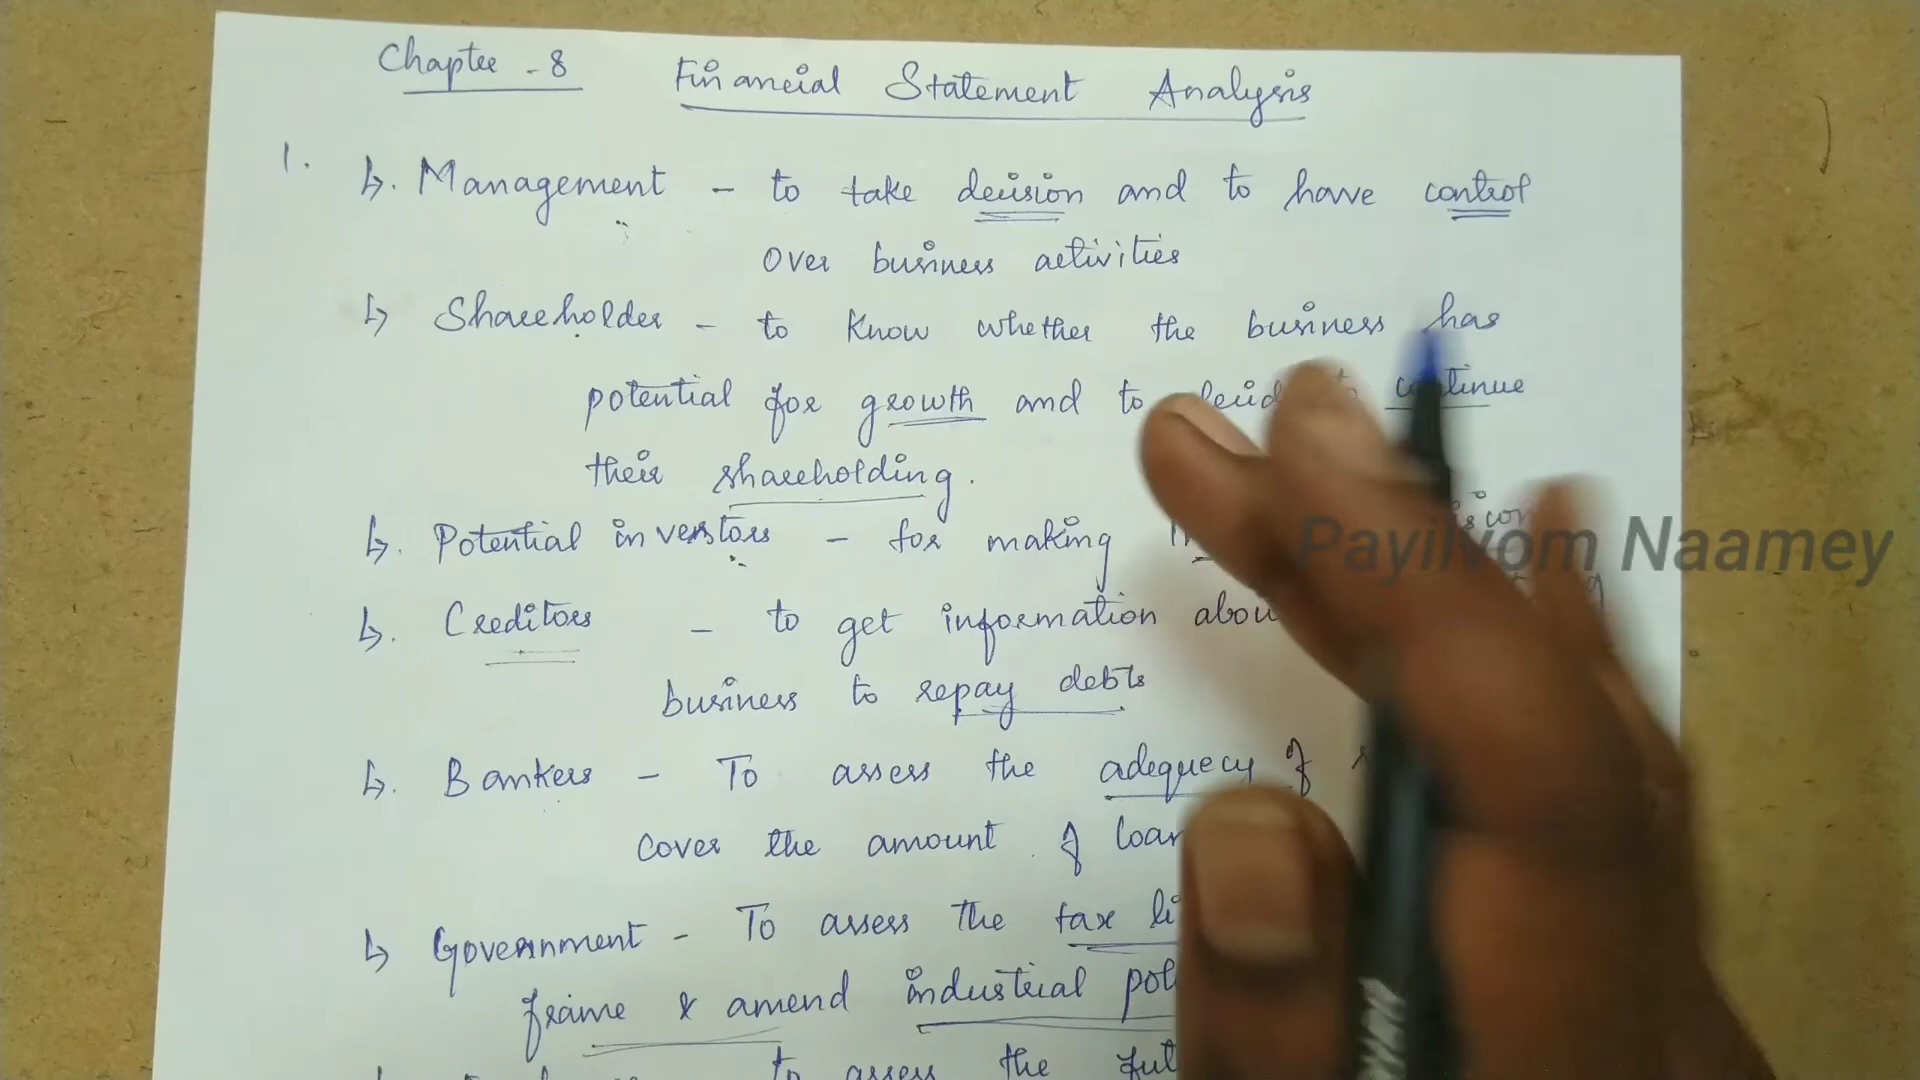 Chapter - 8 Financial Statement Analysis
1. ↳. Management - to take decision and to have control
over business activities
↳ Shareholder - to know whether the business has
potential for growth and to continue
their shareholding.
↳. Potential inverstors - for making
↳. Creditors - to get information
business to repay debts
↳. Bankers - To assess the adequecy of
cover the amount of
↳ Government - To assess the tax
frame & amend industrial
to assess the
Payilvom Naamey